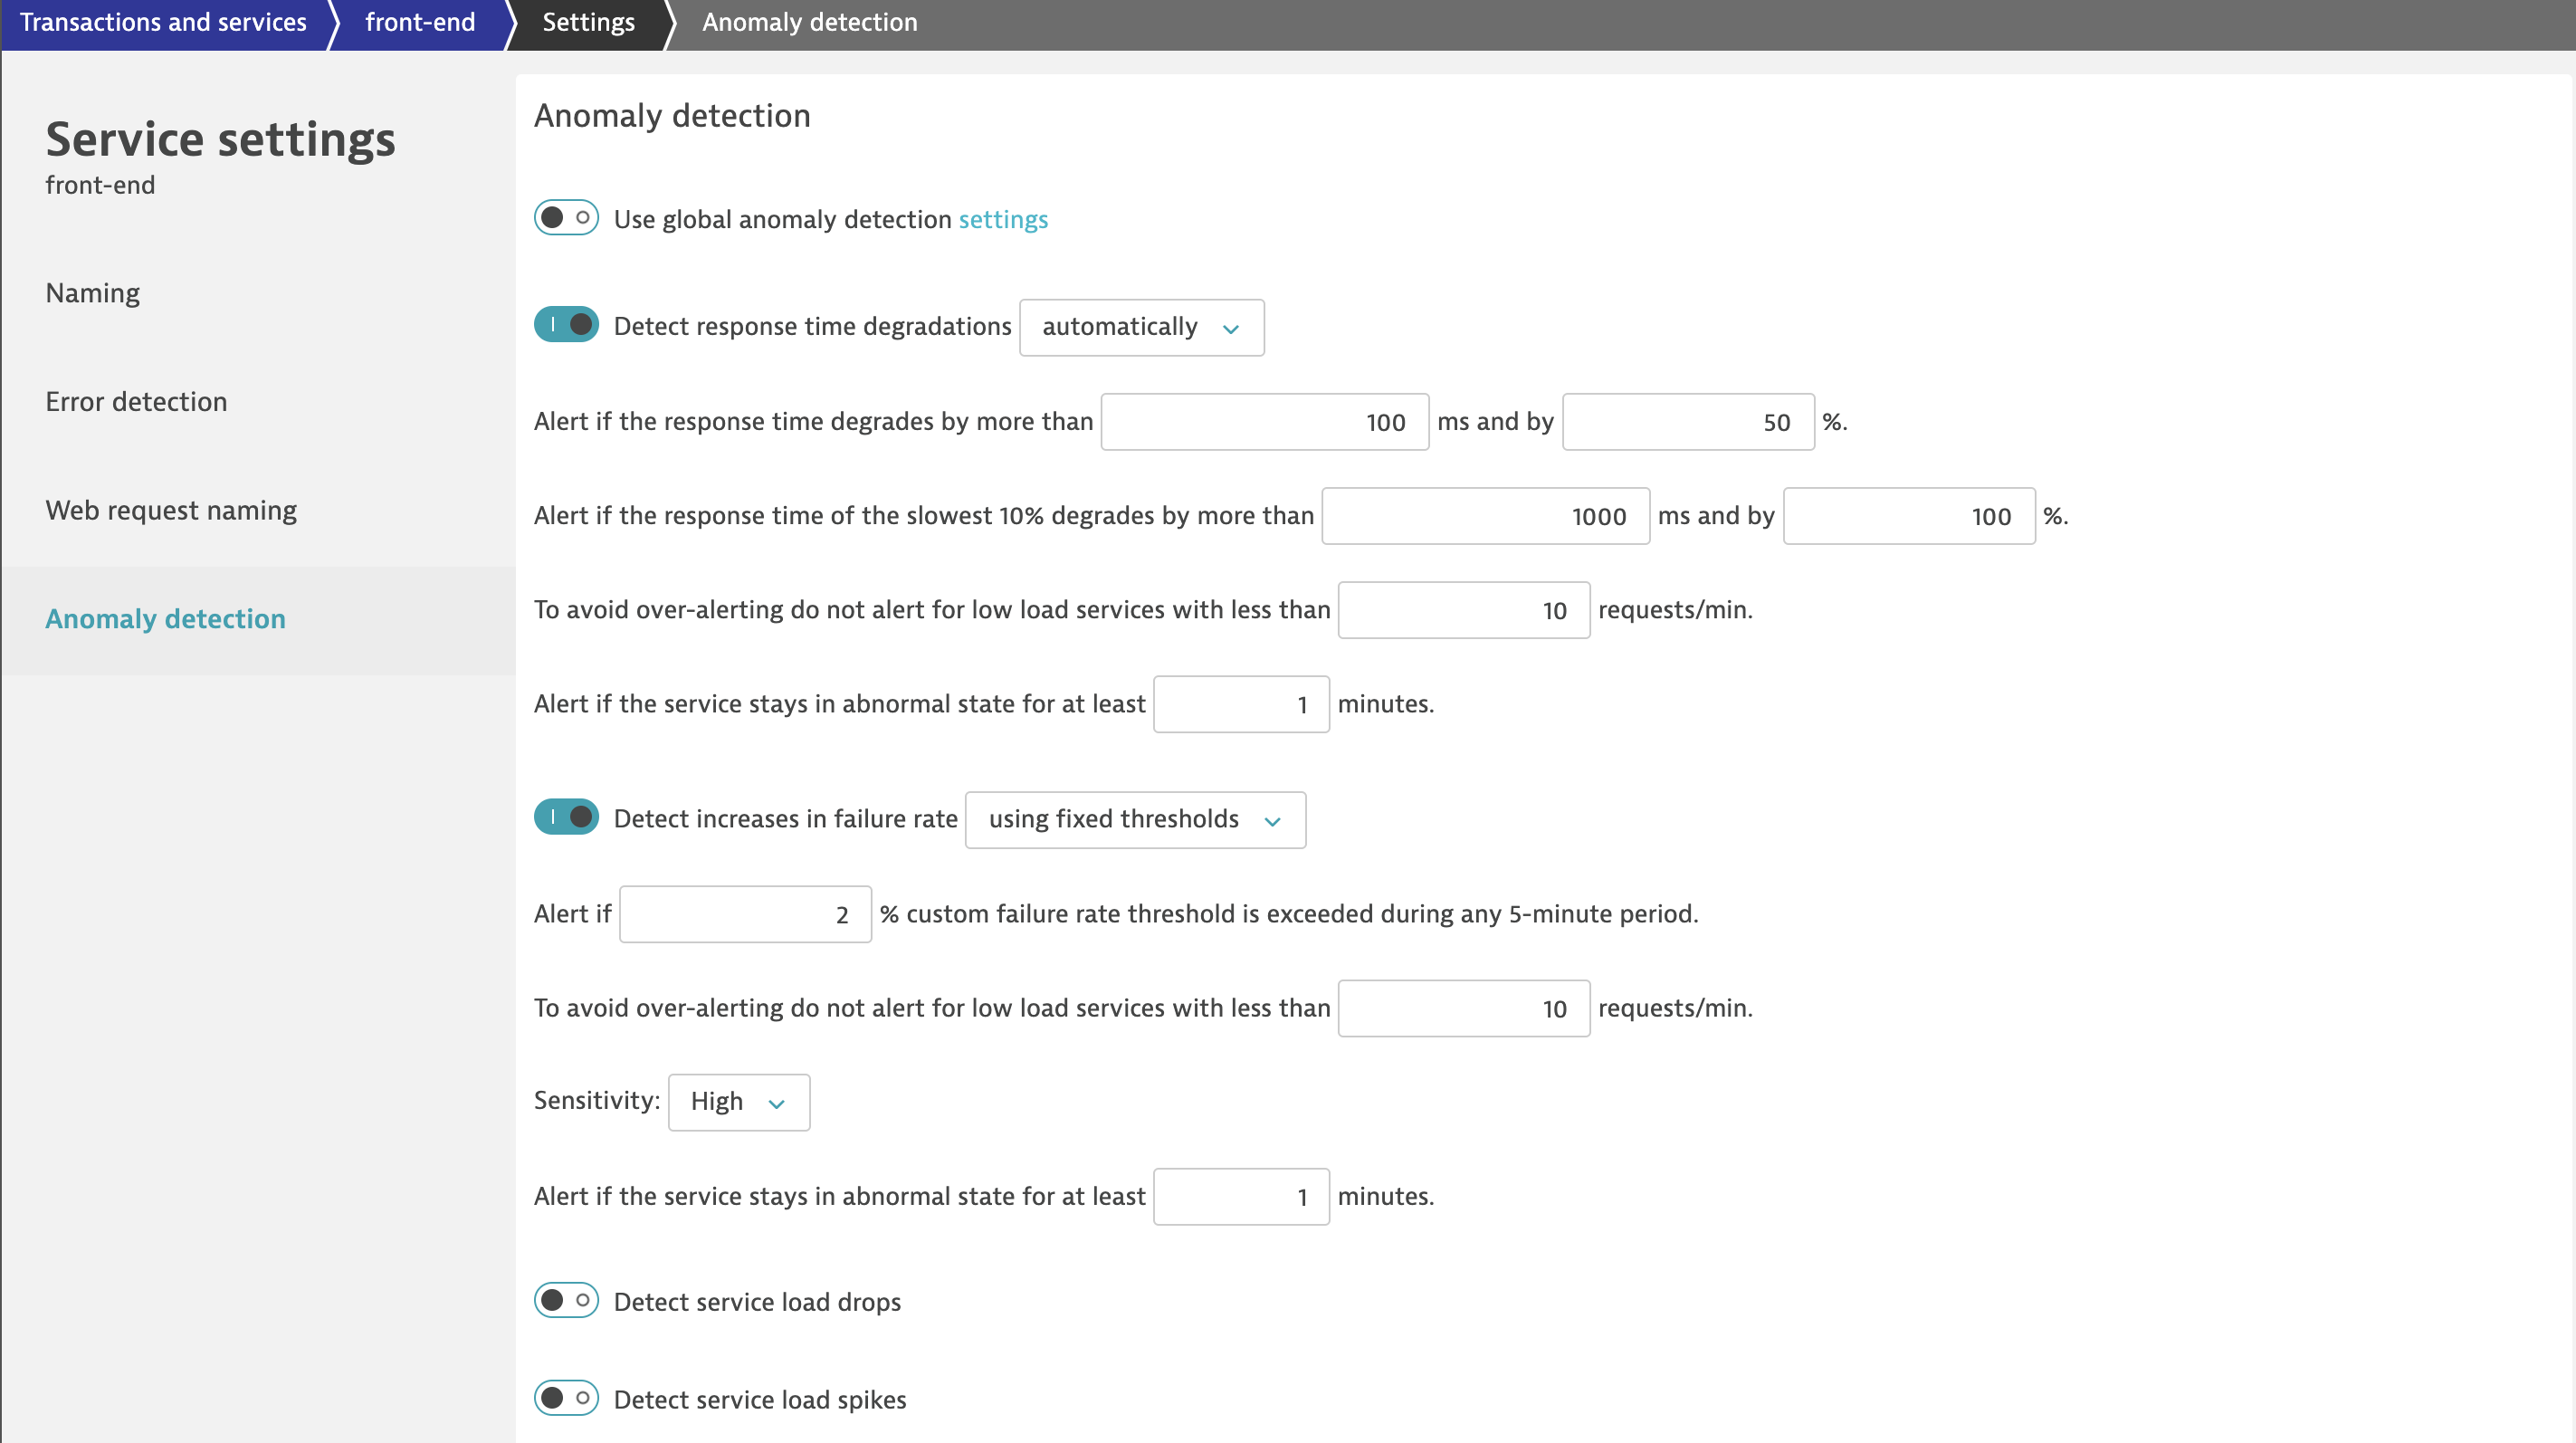 Transactions and services front-end Settings Anomaly detection
Service settings
front-end
Naming
Error detection
Web request naming
Anomaly detection
Anomaly detection
Use global anomaly detection settings
Detect response time degradations automatically
Alert if the response time degrades by more than 100 ms and by 50 %.
Alert if the response time of the slowest 10% degrades by more than 1000 ms and by 100 %.
To avoid over-alerting do not alert for low load services with less than 10 requests/min.
Alert if the service stays in abnormal state for at least 1 minutes.
Detect increases in failure rate using fixed thresholds
Alert if 2 % custom failure rate threshold is exceeded during any 5-minute period.
To avoid over-alerting do not alert for low load services with less than 10 requests/min.
Sensitivity: High
Alert if the service stays in abnormal state for at least 1 minutes.
Detect service load drops
Detect service load spikes